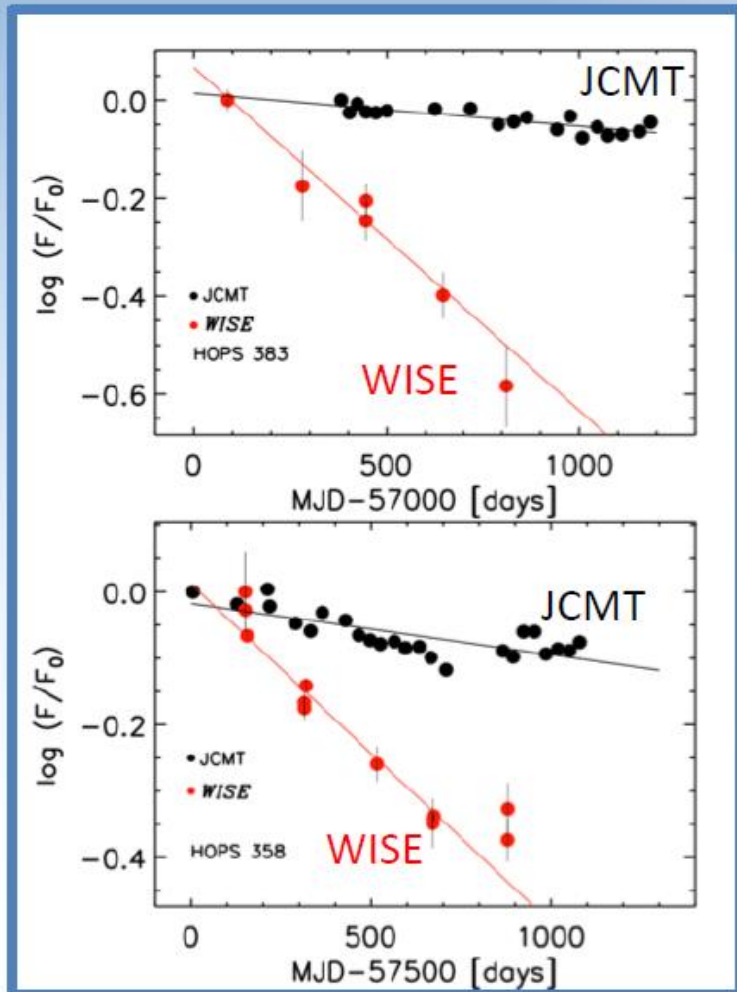 JCMT
0.0
-0.2
-0.4
-0.6
log (F/F₀)
JCMT
WISE
HOPS 383
WISE
0
500
1000
MJD-57000 [days]
JCMT
0.0
-0.2
-0.4
log (F/F₀)
JCMT
WISE
HOPS 358
WISE
0
500
1000
MJD-57500 [days]